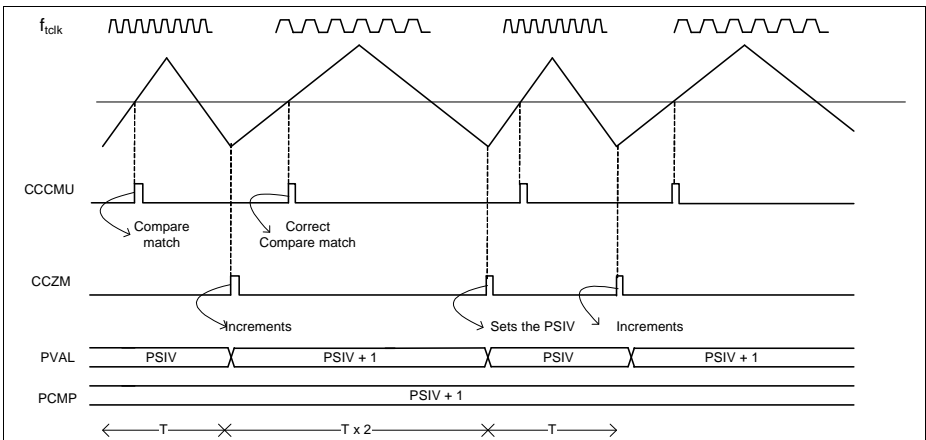 ftclk
CCCMU
Compare
match
Correct
Compare match
CCZM
Increments
Sets the PSIV
Increments
PVAL
PSIV
PSIV + 1
PSIV
PSIV + 1
PCMP
PSIV + 1
T
T x 2
T